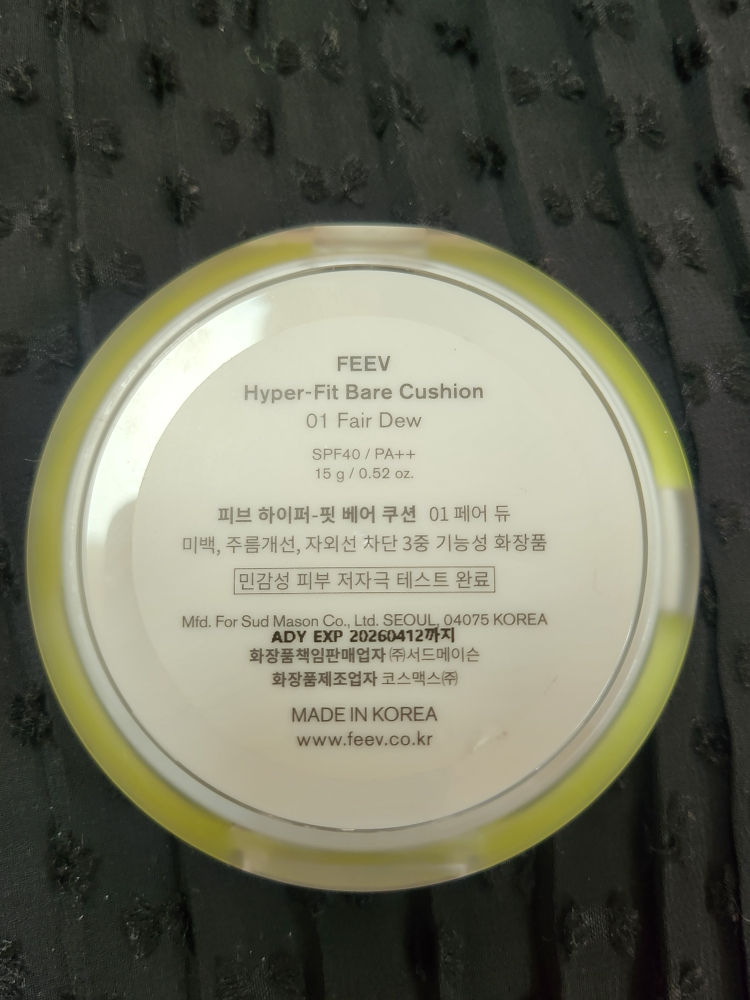 FEEV
Hyper-Fit Bare Cushion
01 Fair Dew
SPF40 / PA++
15 g / 0.52 oz.
피브 하이퍼-핏 베어 쿠션 01 페어 듀
미백, 주름개선, 자외선 차단 3중 기능성 화장품
민감성 피부 저자극 테스트 완료
Mfd. For Sud Mason Co., Ltd. SEOUL, 04075 KOREA
ADY EXP 20260412까지
화장품책임판매업자 ㈜서드메이슨
화장품제조업자 코스맥스㈜
MADE IN KOREA
www.feev.co.kr